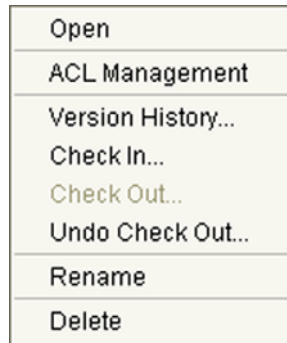 Open
ACL Management
Version History...
Check In...
Check Out...
Undo Check Out...
Rename
Delete